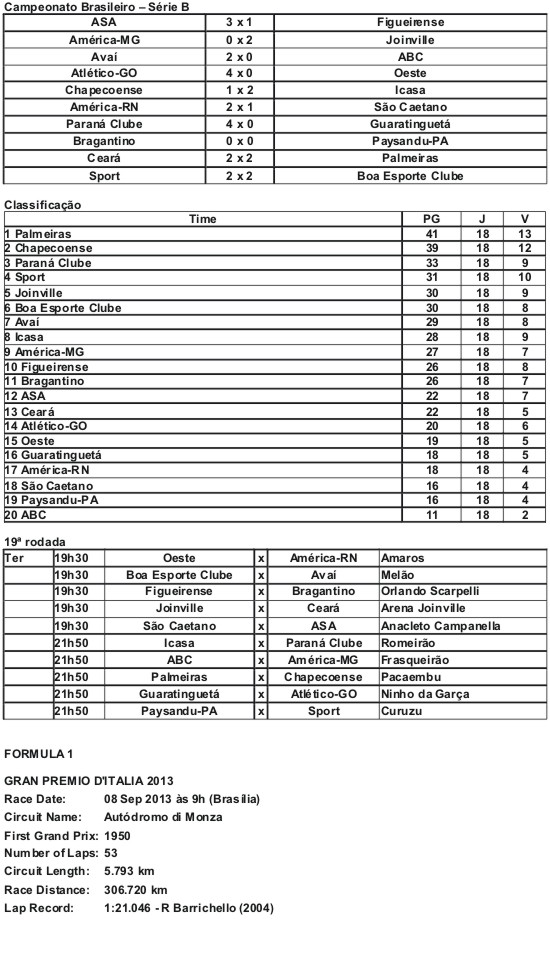 Campeonato Brasileiro – Série B
ASA 3 x 1 Figueirense
América-MG 0 x 2 Joinville
Avaí 2 x 0 ABC
Atlético-GO 4 x 0 Oeste
Chapecoense 1 x 2 Icasa
América-RN 2 x 1 São Caetano
Paraná Clube 4 x 0 Guaratinguetá
Bragantino 0 x 0 Paysandu-PA
Ceará 2 x 2 Palmeiras
Sport 2 x 2 Boa Esporte Clube
Classificação
Time PG J V
1 Palmeiras 41 18 13
2 Chapecoense 39 18 12
3 Paraná Clube 33 18 9
4 Sport 31 18 10
5 Joinville 30 18 9
6 Boa Esporte Clube 30 18 8
7 Avaí 29 18 8
8 Icasa 28 18 9
9 América-MG 27 18 7
10 Figueirense 26 18 8
11 Bragantino 26 18 7
12 ASA 22 18 7
13 Ceará 22 18 5
14 Atlético-GO 20 18 6
15 Oeste 19 18 5
16 Guaratinguetá 18 18 5
17 América-RN 18 18 4
18 São Caetano 16 18 4
19 Paysandu-PA 16 18 4
20 ABC 11 18 2
19ª rodada
Ter 19h30 Oeste x América-RN Amaros
19h30 Boa Esporte Clube x Avaí Melão
19h30 Figueirense x Bragantino Orlando Scarpelli
19h30 Joinville x Ceará Arena Joinville
19h30 São Caetano x ASA Anacleto Campanella
21h50 Icasa x Paraná Clube Romeirão
21h50 ABC x América-MG Frasqueirão
21h50 Palmeiras x Chapecoense Pacaembu
21h50 Guaratinguetá x Atlético-GO Ninho da Garça
21h50 Paysandu-PA x Sport Curuzu
FORMULA 1
GRAN PREMIO D'ITALIA 2013
Race Date: 08 Sep 2013 às 9h (Brasília)
Circuit Name: Autódromo di Monza
First Grand Prix: 1950
Number of Laps: 53
Circuit Length: 5.793 km
Race Distance: 306.720 km
Lap Record: 1:21.046 - R Barrichello (2004)